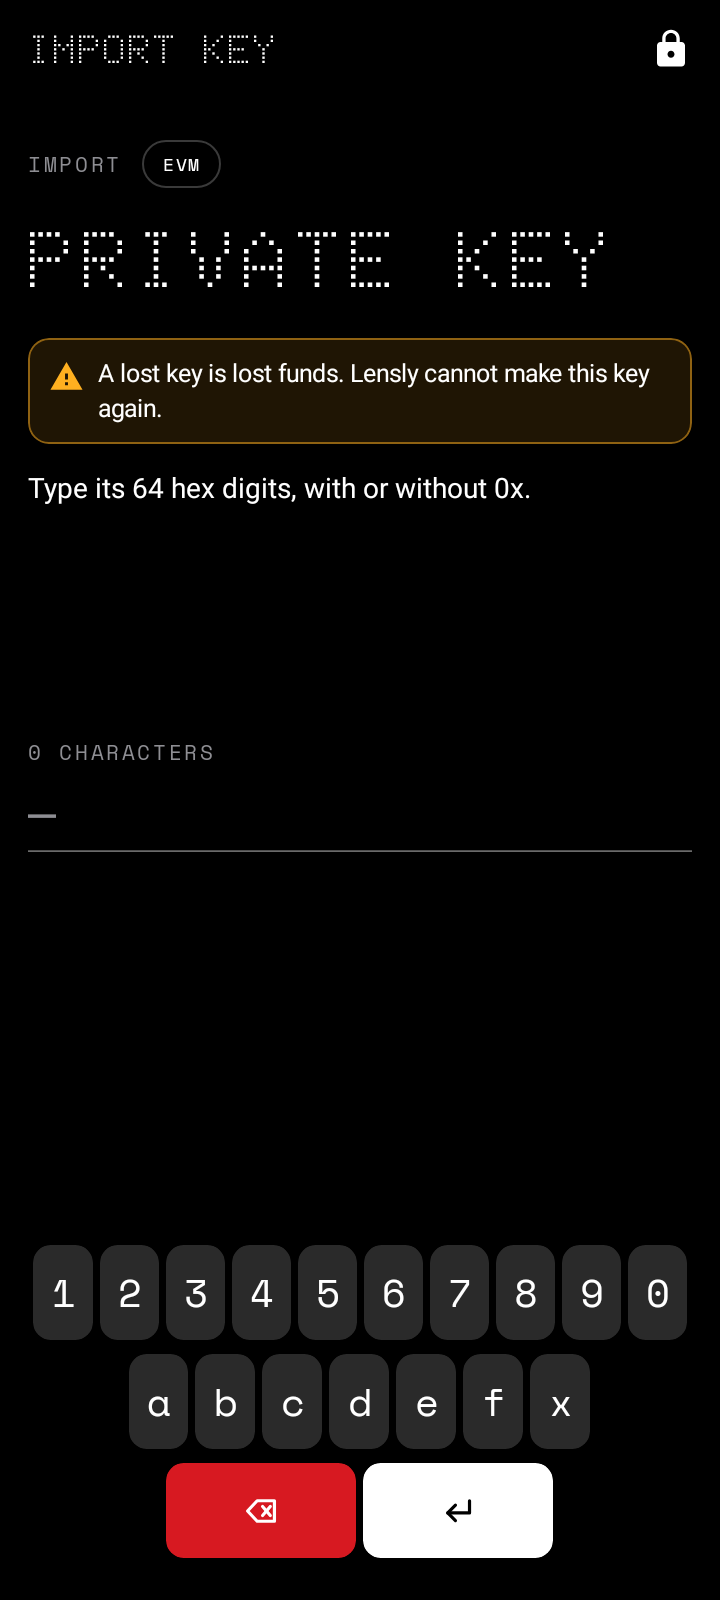 IMPORT KEY
IMPORT EVM
PRIVATE KEY
A lost key is lost funds. Lensly cannot make this key
again.
Type its 64 hex digits, with or without 0x.
0 CHARACTERS
1 2 3 4 5 6 7 8 9 0
a b c d e f x